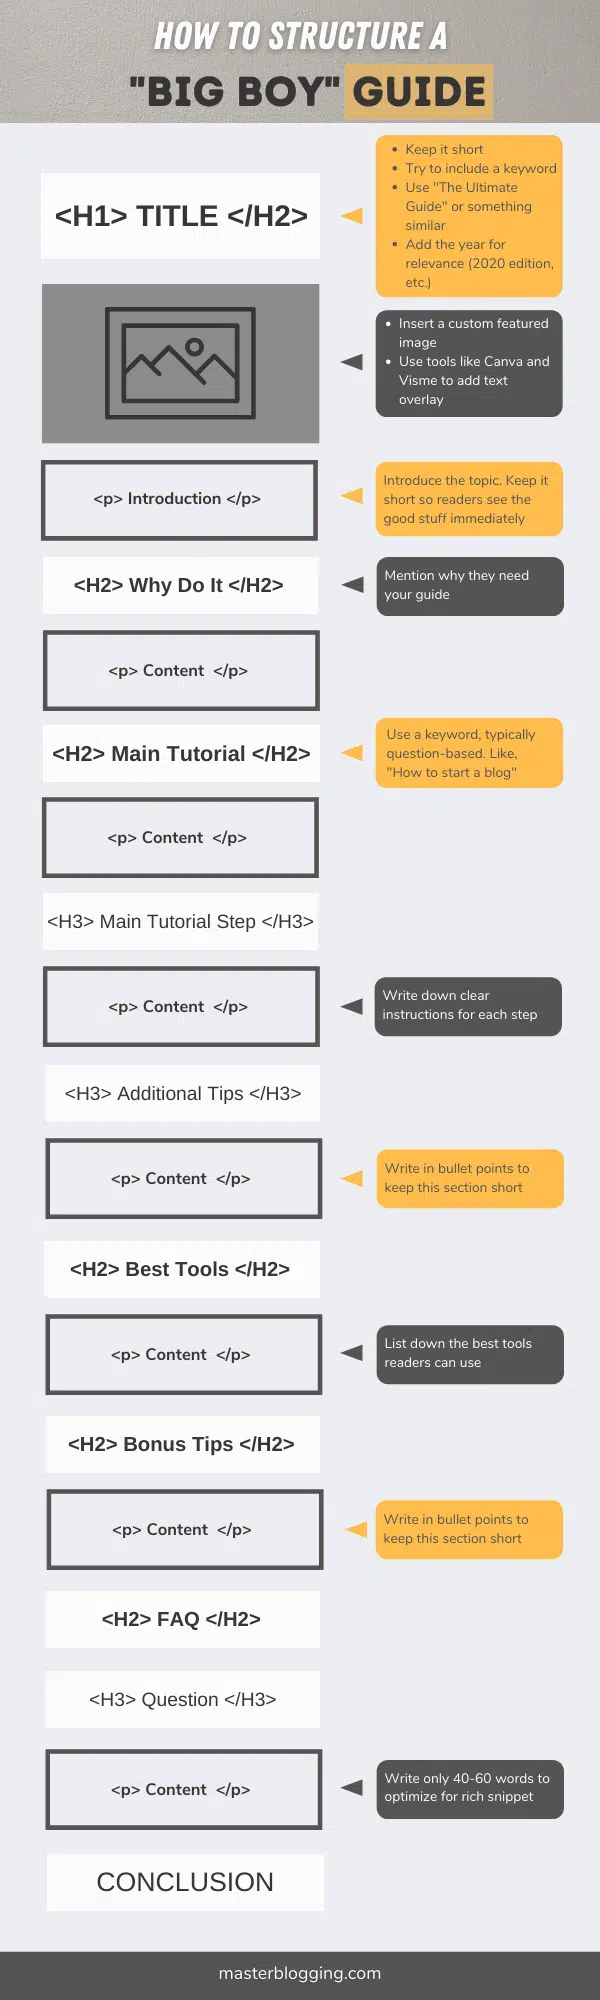 HOW TO STRUCTURE A
"BIG BOY" GUIDE
<H1> TITLE </H2>
• Keep it short
• Try to include a keyword
• Use "The Ultimate
Guide" or something
similar
• Add the year for
relevance (2020 edition,
etc.)
• Insert a custom featured
image
• Use tools like Canva and
Visme to add text
overlay
<p> Introduction </p>
Introduce the topic. Keep it
short so readers see the
good stuff immediately
<H2> Why Do It </H2>
Mention why they need
your guide
<p> Content </p>
<H2> Main Tutorial </H2>
Use a keyword, typically
question-based. Like,
"How to start a blog"
<p> Content </p>
<H3> Main Tutorial Step </H3>
<p> Content </p>
Write down clear
instructions for each step
<H3> Additional Tips </H3>
<p> Content </p>
Write in bullet points to
keep this section short
<H2> Best Tools </H2>
<p> Content </p>
List down the best tools
readers can use
<H2> Bonus Tips </H2>
<p> Content </p>
Write in bullet points to
keep this section short
<H2> FAQ </H2>
<H3> Question </H3>
<p> Content </p>
Write only 40-60 words to
optimize for rich snippet
CONCLUSION
masterblogging.com